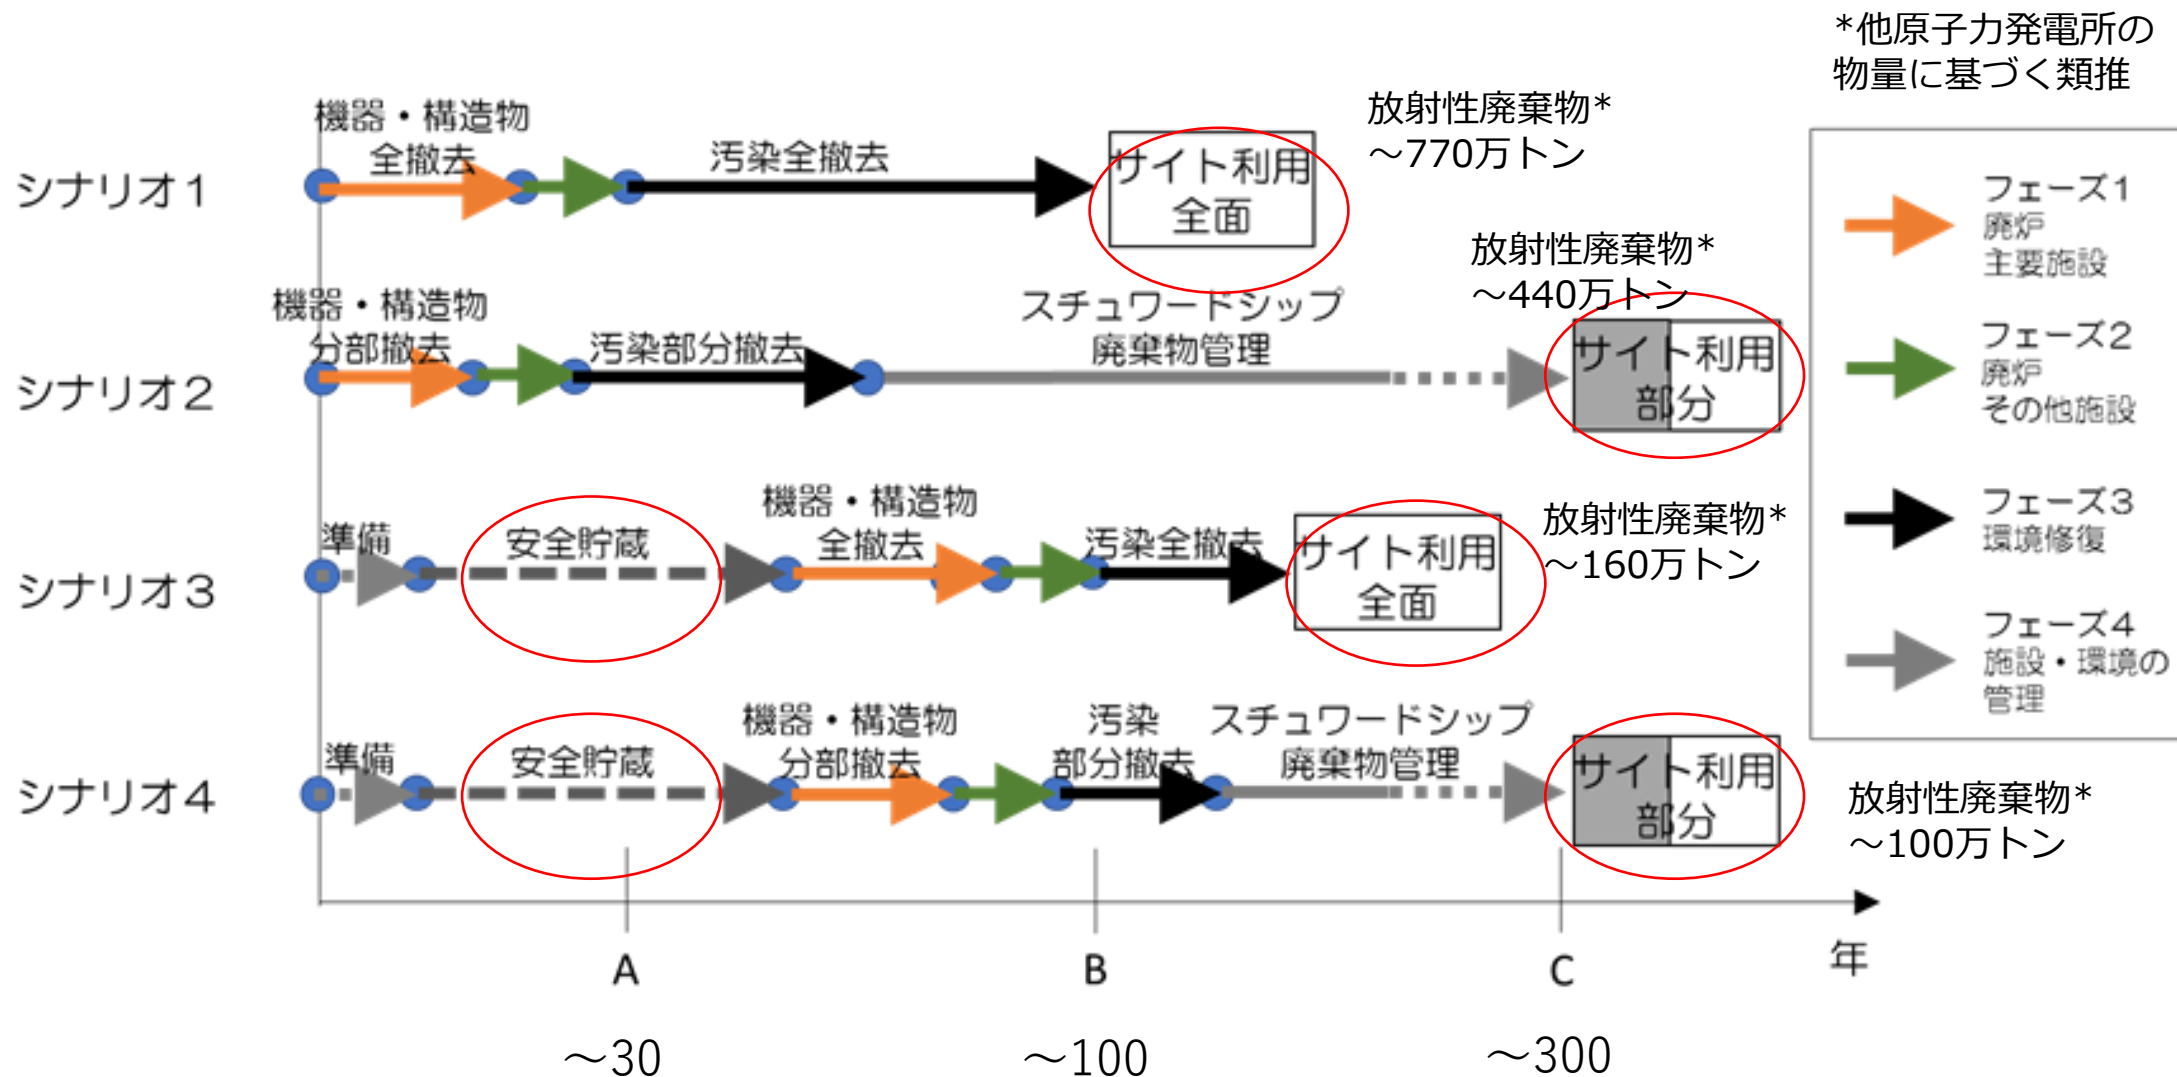 *他原子力発電所の
物量に基づく類推
シナリオ1
機器・構造物
全撤去
汚染全撤去
サイト利用
全面
放射性廃棄物*
～770万トン
シナリオ2
機器・構造物
分部撤去
汚染部分撤去
スチュワードシップ
廃棄物管理
サイト利用
部分
放射性廃棄物*
～440万トン
シナリオ3
準備
安全貯蔵
機器・構造物
全撤去
汚染全撤去
サイト利用
全面
放射性廃棄物*
～160万トン
シナリオ4
準備
安全貯蔵
機器・構造物
分部撤去
汚染
部分撤去
スチュワードシップ
廃棄物管理
サイト利用
部分
放射性廃棄物*
～100万トン
フェーズ1
廃炉
主要施設
フェーズ2
廃炉
その他施設
フェーズ3
環境修復
フェーズ4
施設・環境の
管理
A
B
C
年
～30
～100
～300